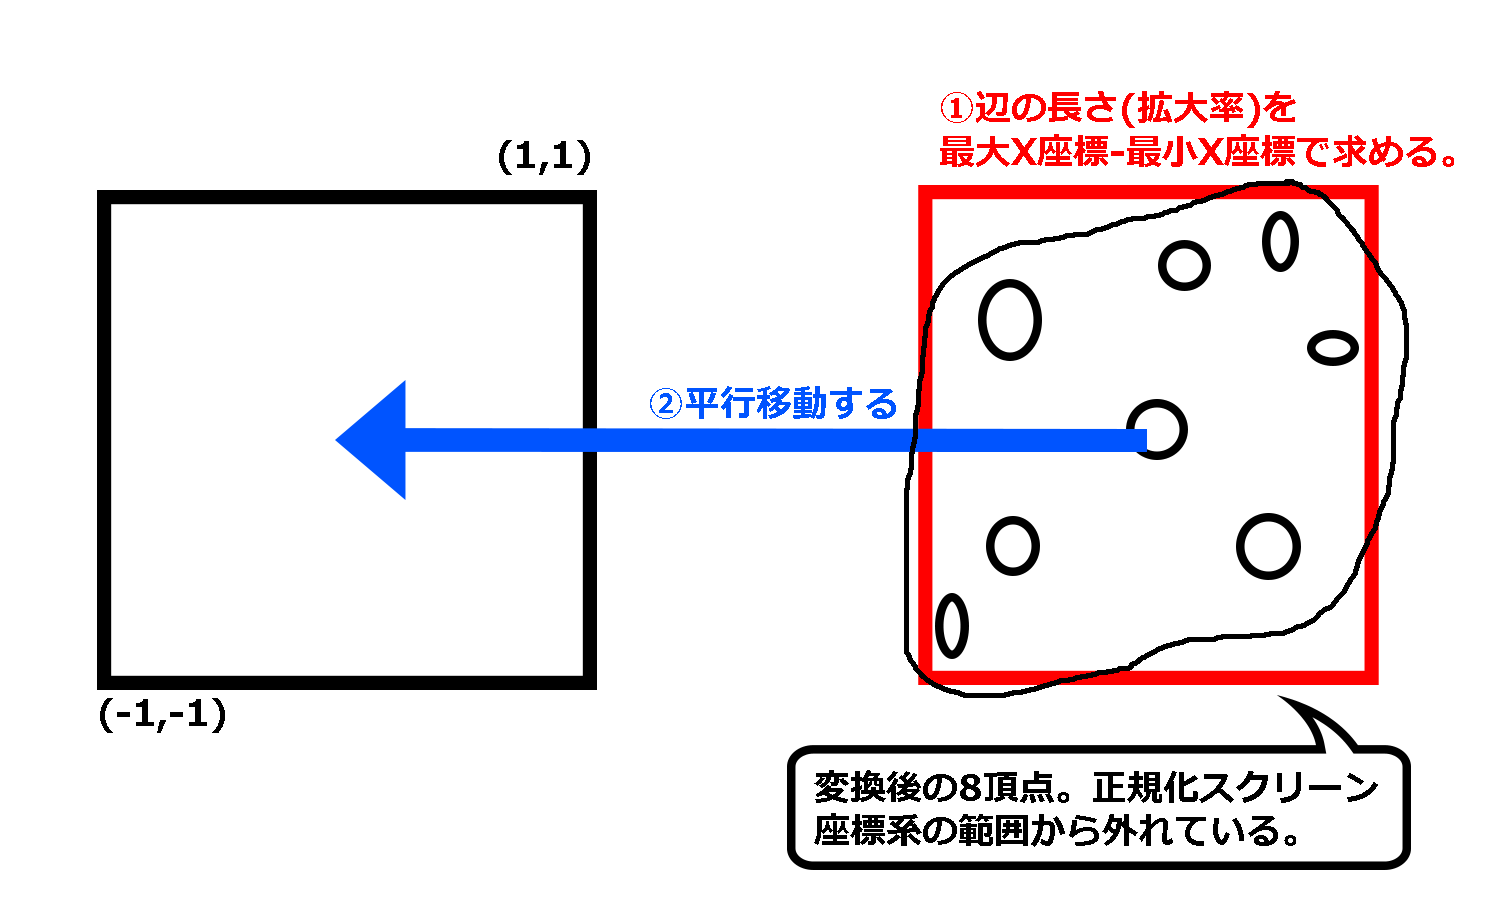 ①辺の長さ(拡大率)を
最大X座標-最小X座標で求める。
(1,1)
②平行移動する
(-1,-1)
変換後の8頂点。正規化スクリーン
座標系の範囲から外れている。